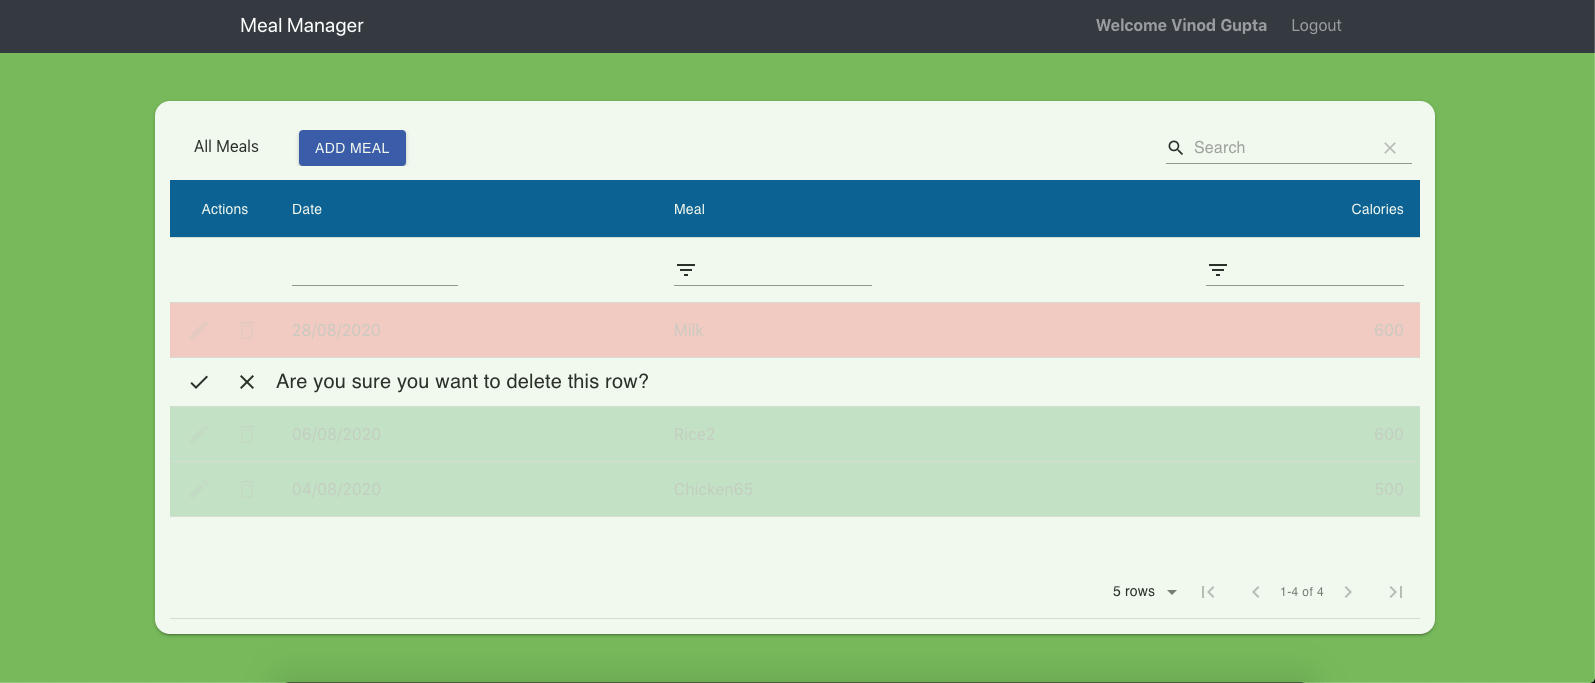 Meal Manager Welcome Vinod Gupta Logout
All Meals ADD MEAL Search
Actions Date Meal Calories
28/08/2020 Milk 600
Are you sure you want to delete this row?
06/08/2020 Rice2 600
04/08/2020 Chicken65 500
5 rows 1-4 of 4